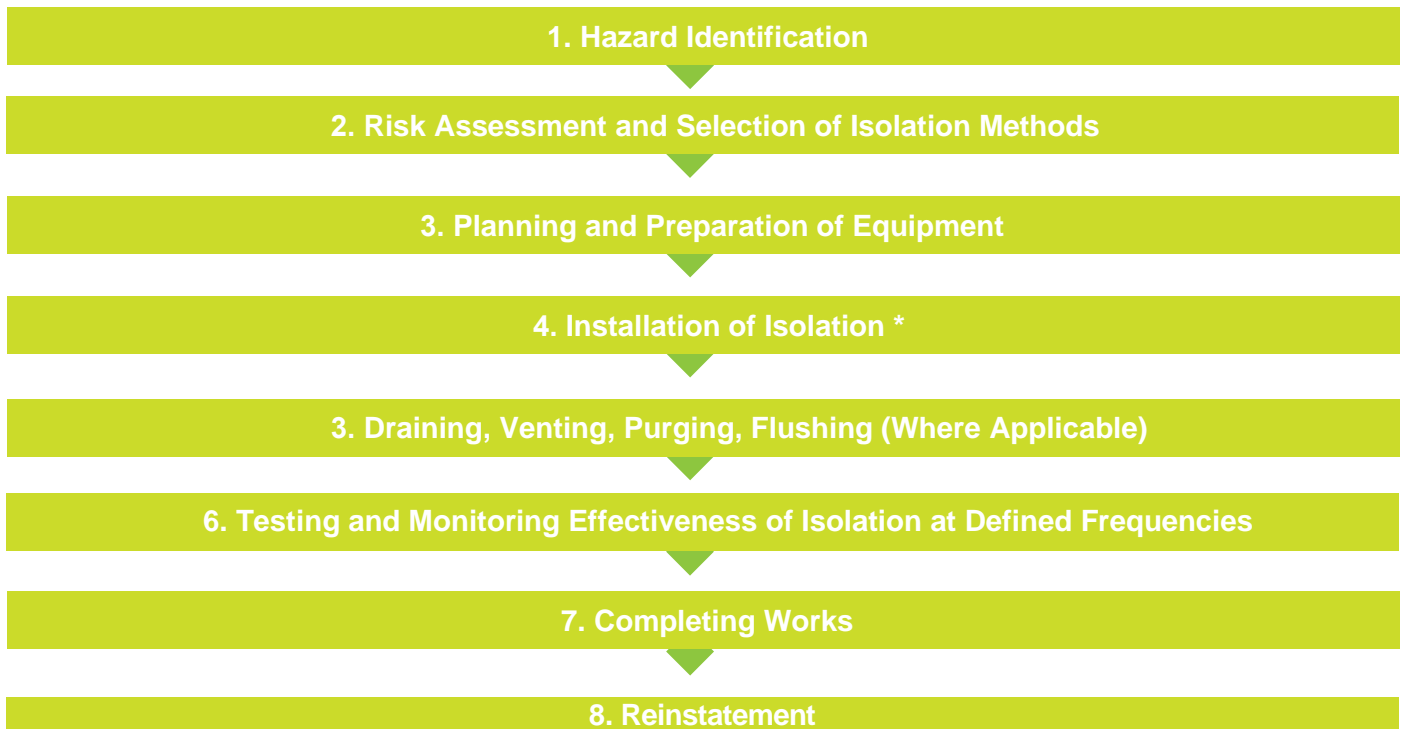 1. Hazard Identification
2. Risk Assessment and Selection of Isolation Methods
3. Planning and Preparation of Equipment
4. Installation of Isolation *
3. Draining, Venting, Purging, Flushing (Where Applicable)
6. Testing and Monitoring Effectiveness of Isolation at Defined Frequencies
7. Completing Works
8. Reinstatement